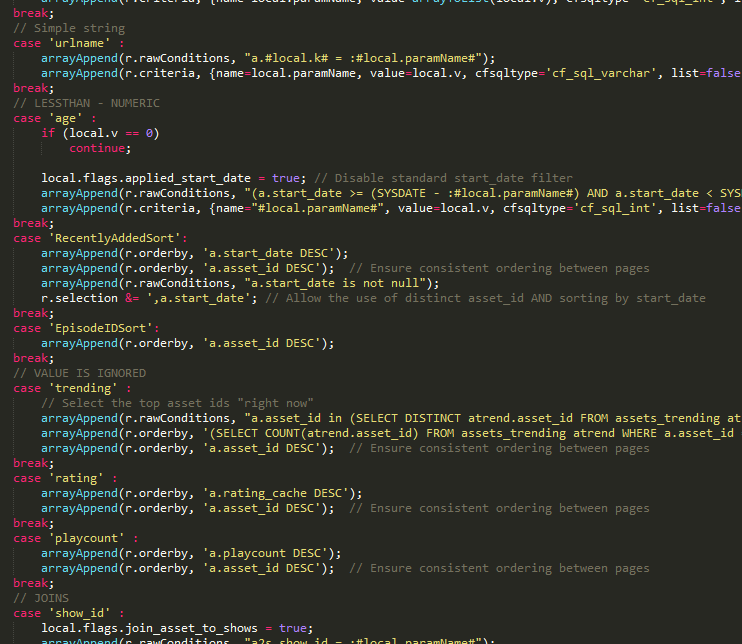 arrayAppend(r.criteria, {name=local.paramName, value=arrayToList(local.v), cfsqltype='cf_sql_int', l
break;
// Simple string
case 'urlname' :
arrayAppend(r.rawConditions, "a.#local.k# = :#local.paramName#");
arrayAppend(r.criteria, {name=local.paramName, value=local.v, cfsqltype='cf_sql_varchar', list=false
break;
// LESSTHAN - NUMERIC
case 'age' :
if (local.v == 0)
continue;
local.flags.applied_start_date = true; // Disable standard start_date filter
arrayAppend(r.rawConditions, "(a.start_date >= (SYSDATE - :#local.paramName#) AND a.start_date < SYS
arrayAppend(r.criteria, {name="#local.paramName#", value=local.v, cfsqltype='cf_sql_int', list=false
break;
case 'RecentlyAddedSort':
arrayAppend(r.orderby, 'a.start_date DESC');
arrayAppend(r.orderby, 'a.asset_id DESC');  // Ensure consistent ordering between pages
arrayAppend(r.rawConditions, "a.start_date is not null");
r.selection &= ',a.start_date'; // Allow the use of distinct asset_id AND sorting by start_date
break;
case 'EpisodeIDSort':
arrayAppend(r.orderby, 'a.asset_id DESC');
break;
// VALUE IS IGNORED
case 'trending' :
// Select the top asset ids "right now"
arrayAppend(r.rawConditions, "a.asset_id in (SELECT DISTINCT atrend.asset_id FROM assets_trending at
arrayAppend(r.orderby, '(SELECT COUNT(atrend.asset_id) FROM assets_trending atrend WHERE a.asset_id
arrayAppend(r.orderby, 'a.asset_id DESC');  // Ensure consistent ordering between pages
break;
case 'rating' :
arrayAppend(r.orderby, 'a.rating_cache DESC');
arrayAppend(r.orderby, 'a.asset_id DESC');  // Ensure consistent ordering between pages
break;
case 'playcount' :
arrayAppend(r.orderby, 'a.playcount DESC');
arrayAppend(r.orderby, 'a.asset_id DESC');  // Ensure consistent ordering between pages
break;
// JOINS
case 'show_id' :
local.flags.join_asset_to_shows = true;
arrayAppend(r.rawConditions, "a2s.show_id = :#local.paramName#");